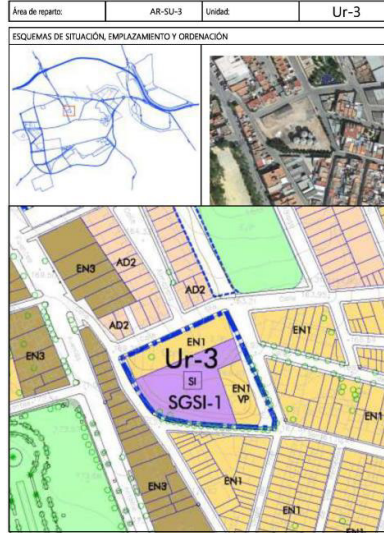 Área de reparto: AR-SU-3 Unidad: Ur-3
ESQUEMAS DE SITUACIÓN, EMPLAZAMIENTO Y ORDENACIÓN
EN3
AD2
AD2
AD2
EN3
EN1
EN1
Ur-3
SI
SGSI-1
EN1
VP
EN1
EN3
EN1
EN1